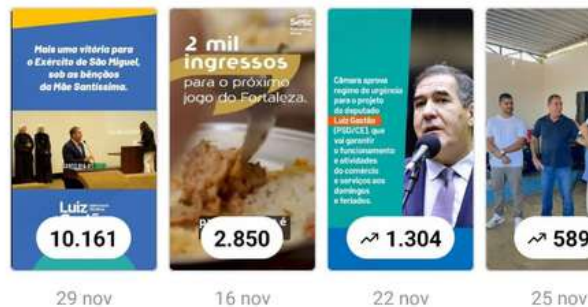 Mais uma vitória para
o Exército de São Miguel,
sob as bênçãos
da Mãe Santíssima.
Luiz
10.161
29 nov
Sesc
2 mil
ingressos
para o próximo
jogo do Fortaleza.
2.850
16 nov
Câmara aprova
regime de urgência
para o projeto
do deputado
Luiz Gastão
(PSD/CE), que
vai garantir
o funcionamento
e atividades
do comércio
e serviços aos
domingos
e feriados.
1.304
22 nov
589
25 nov